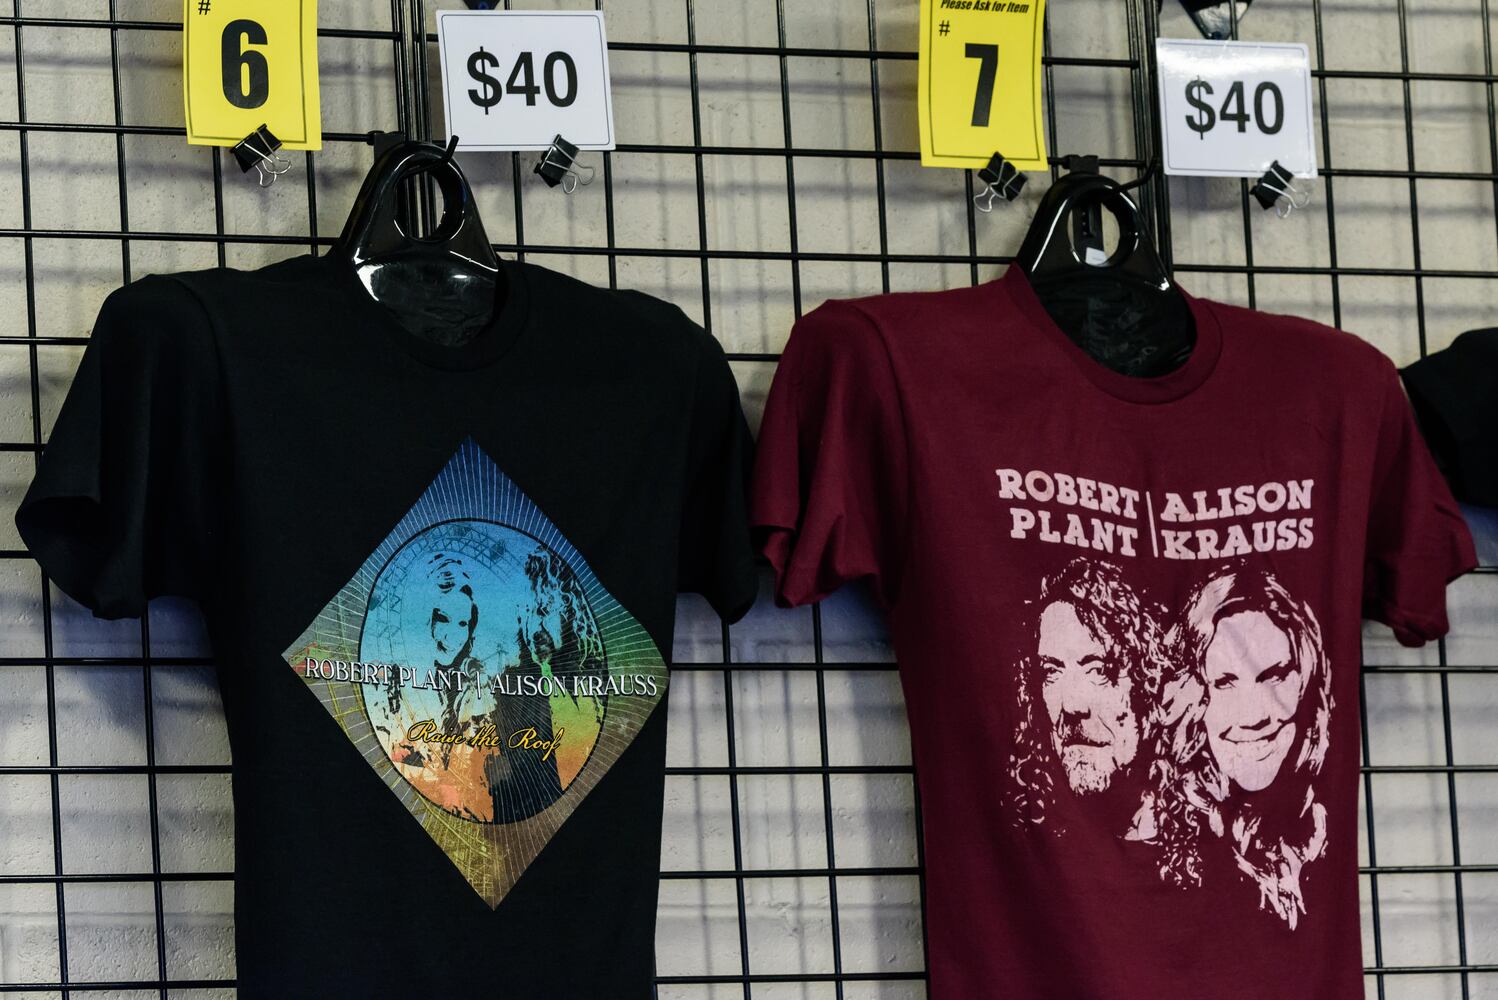 # 6
$40
Please Ask for Item
# 7
$40
ROBERT PLANT | ALISON KRAUSS
Raise the Roof
ROBERT | ALISON
PLANT | KRAUSS